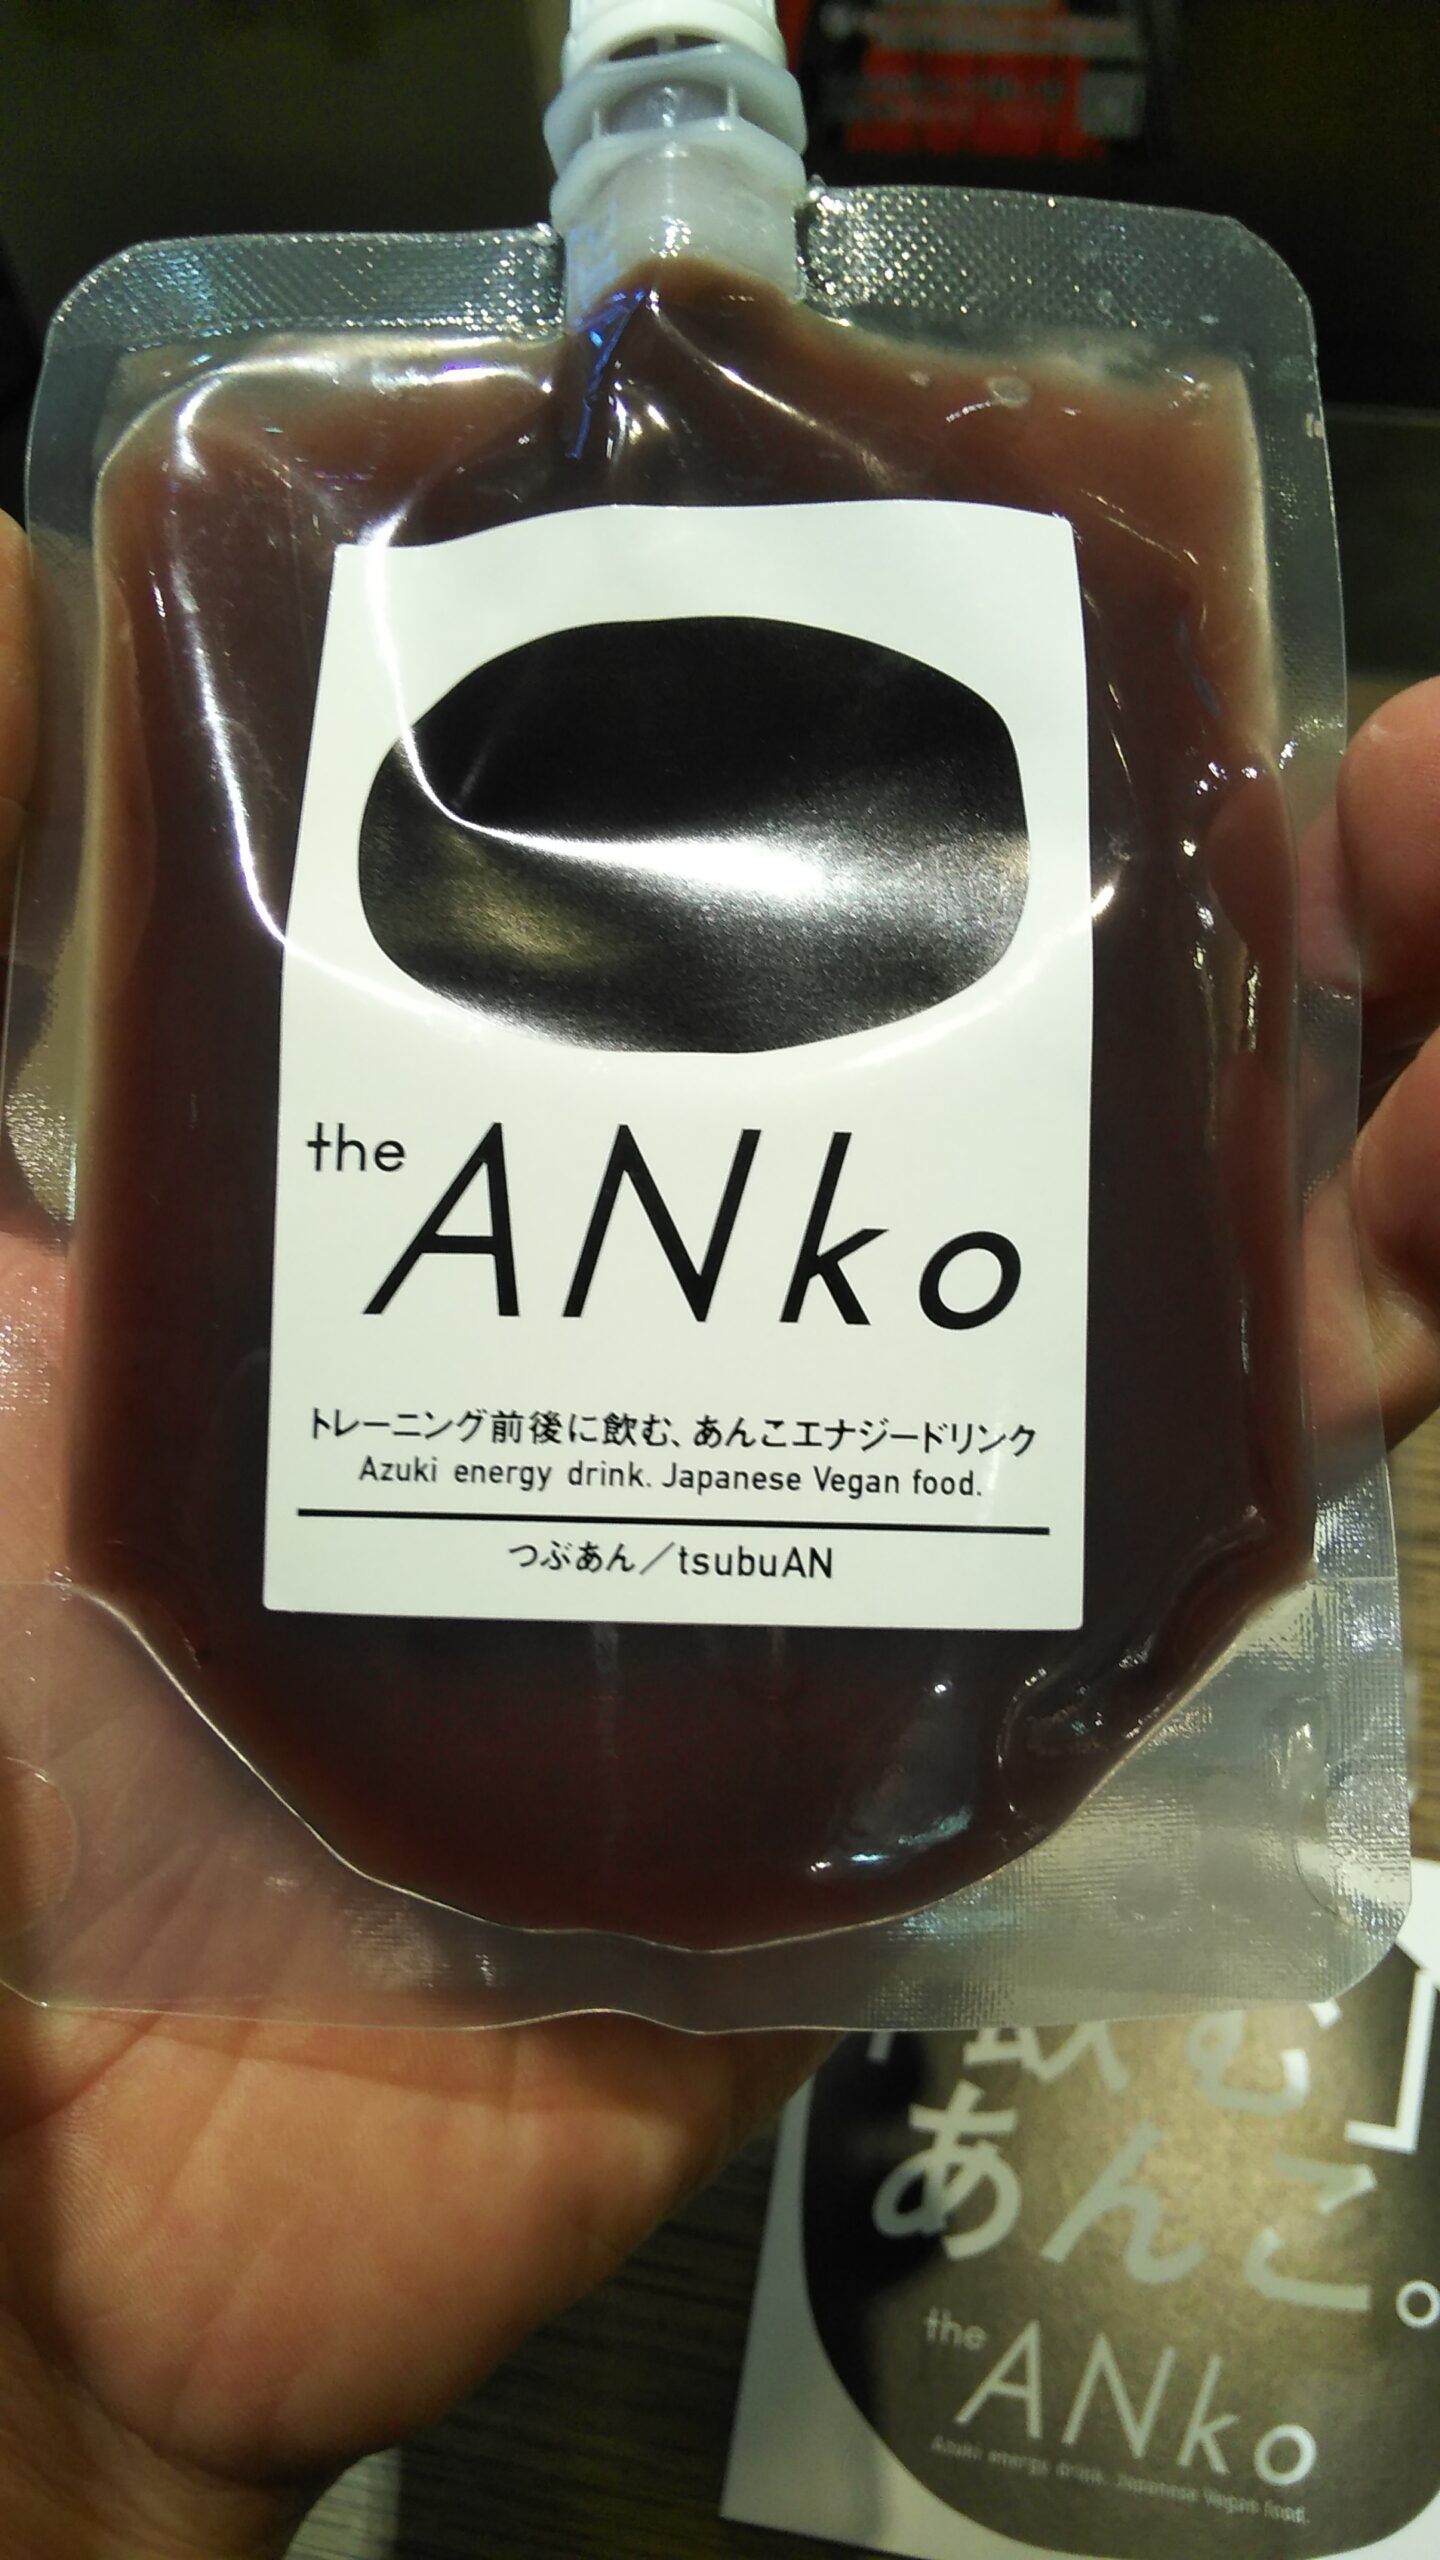 the ANko
トレーニング前後に飲む、あんこエナジードリンク
Azuki energy drink. Japanese Vegan food.
つぶあん／tsubuAN
飲む
あんこ。
the ANko
Azuki energy drink. Japanese Vegan food.